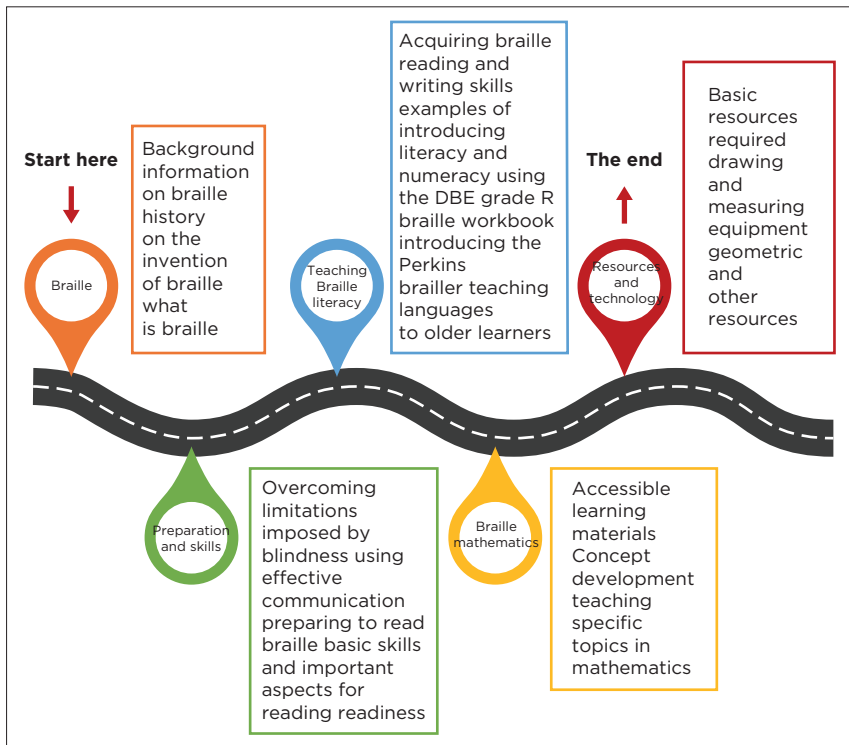 Start here
Braille
Background
information
on braille
history
on the
invention
of braille
what
is braille
Preparation
and skills
Overcoming
limitations
imposed by
blindness using
effective
communication
preparing to read
braille basic skills
and important
aspects for
reading readiness
Teaching
Braille
literacy
Acquiring braille
reading and
writing skills
examples of
introducing
literacy and
numeracy using
the DBE grade R
braille workbook
introducing the
Perkins
brailler teaching
languages
to older learners
Braille
mathematics
Accessible
learning
materials
Concept
development
teaching
specific
topics in
mathematics
The end
Resources
and
technology
Basic
resources
required
drawing
and
measuring
equipment
geometric
and
other
resources